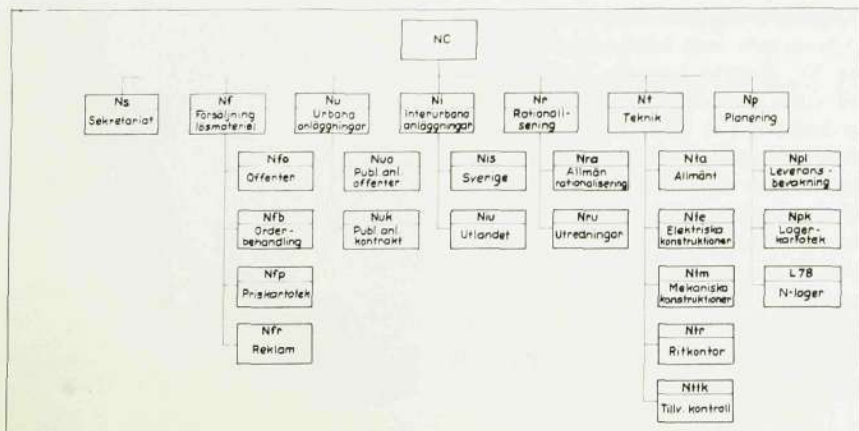 NC
Ns
Sekretariat
Nf
Försäljning
lösmateriel
Nu
Urbana
anläggningar
Ni
Interurbana
anläggningar
Nr
Rationali-
sering
Nt
Teknik
Np
Planering
Nfo
Offerter
Nfb
Order-
behandling
Nfp
Priskartotek
Nfr
Reklam
Nuo
Publ. anl.
offerter
Nuk
Publ. anl.
kontrakt
Nis
Sverige
Niu
Utlandet
Nra
Allmän
rationalisering
Nru
Utredningar
Nta
Allmänt
Nte
Elektriska
konstruktioner
Ntm
Mekaniska
konstruktioner
Ntr
Ritkontor
Nttk
Tillv. kontroll
Npl
Leverans-
bevakning
Npk
Lager-
kartotek
L 78
N-lager